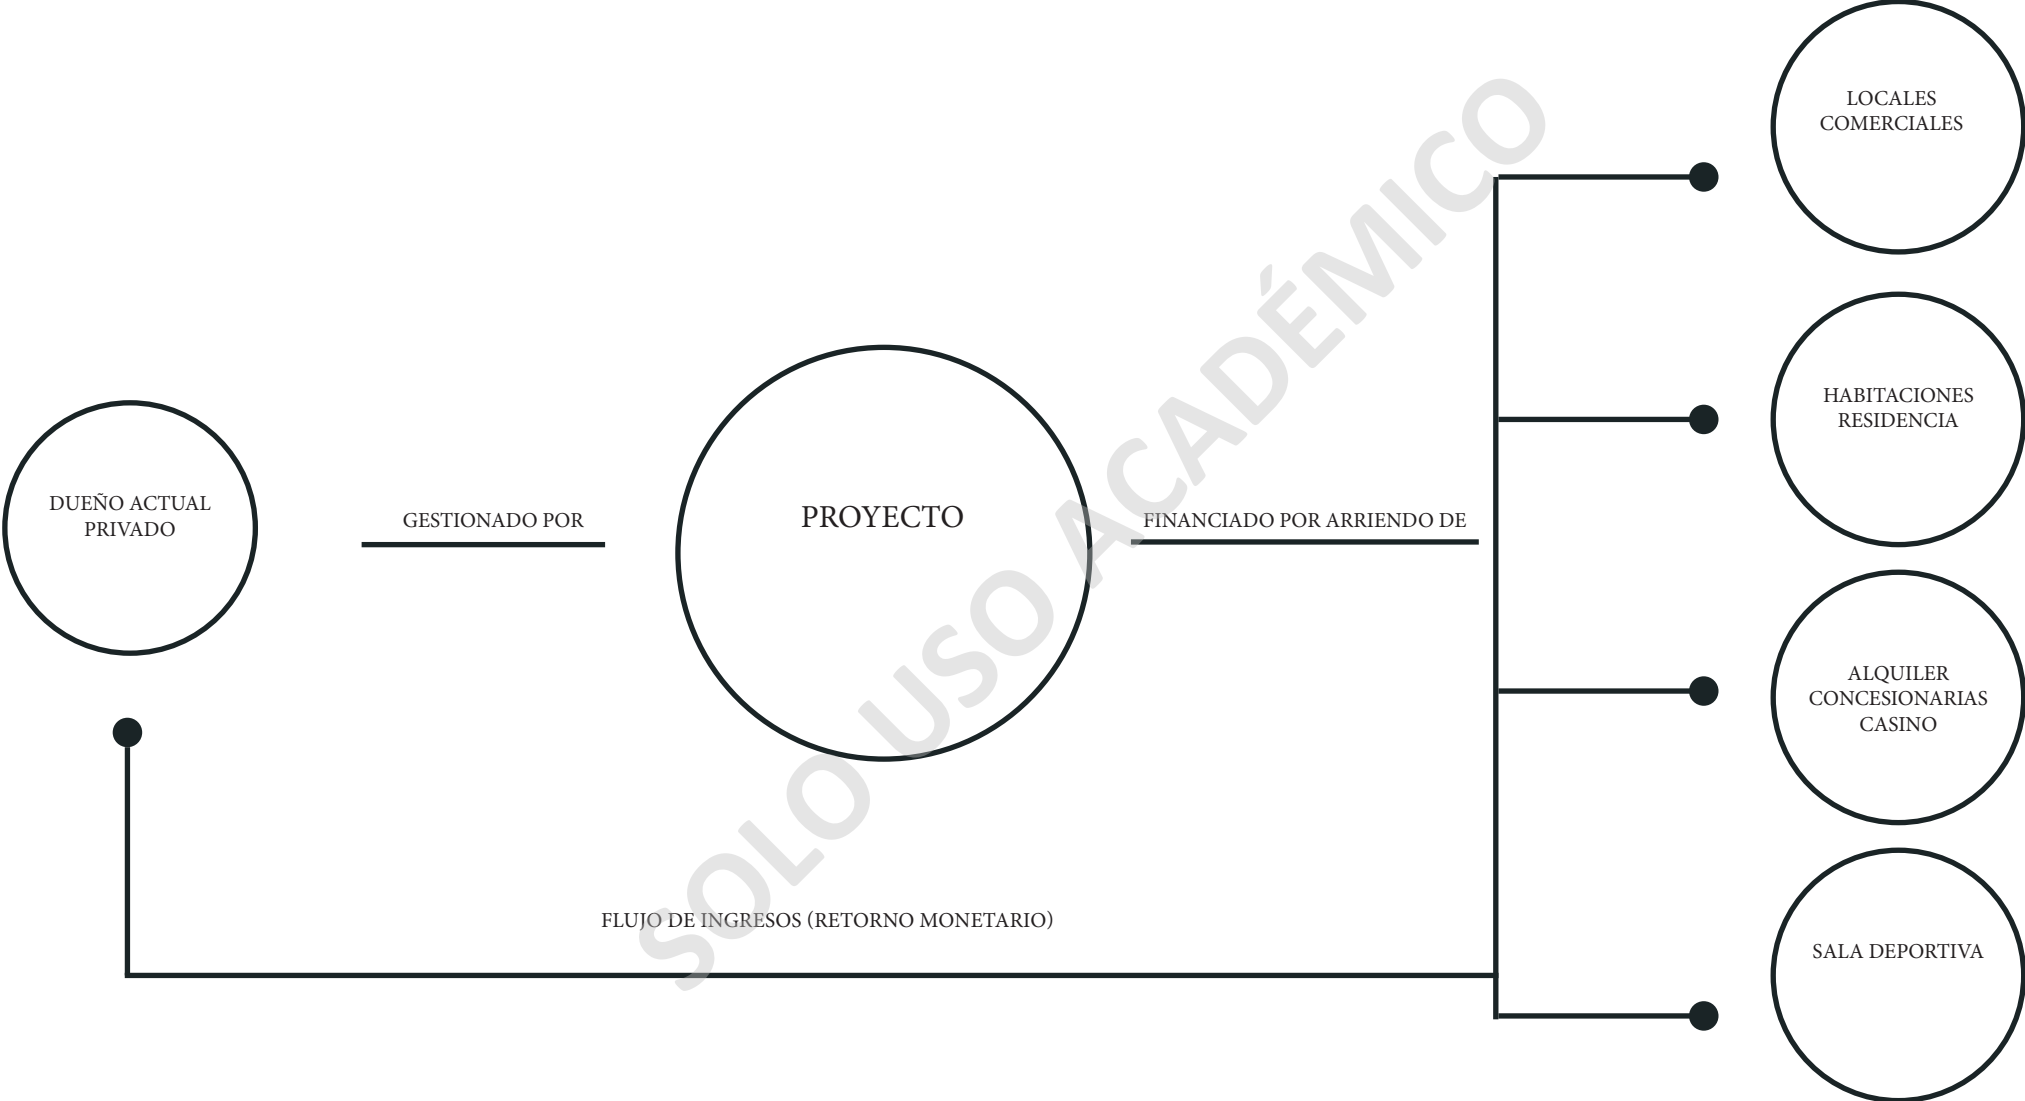 LOCALES
COMERCIALES
HABITACIONES
RESIDENCIA
DUEÑO ACTUAL
PRIVADO
GESTIONADO POR
PROYECTO
FINANCIADO POR ARRIENDO DE
ALQUILER
CONCESIONARIAS
CASINO
FLUJO DE INGRESOS (RETORNO MONETARIO)
SALA DEPORTIVA
SOLO USO ACADÉMICO